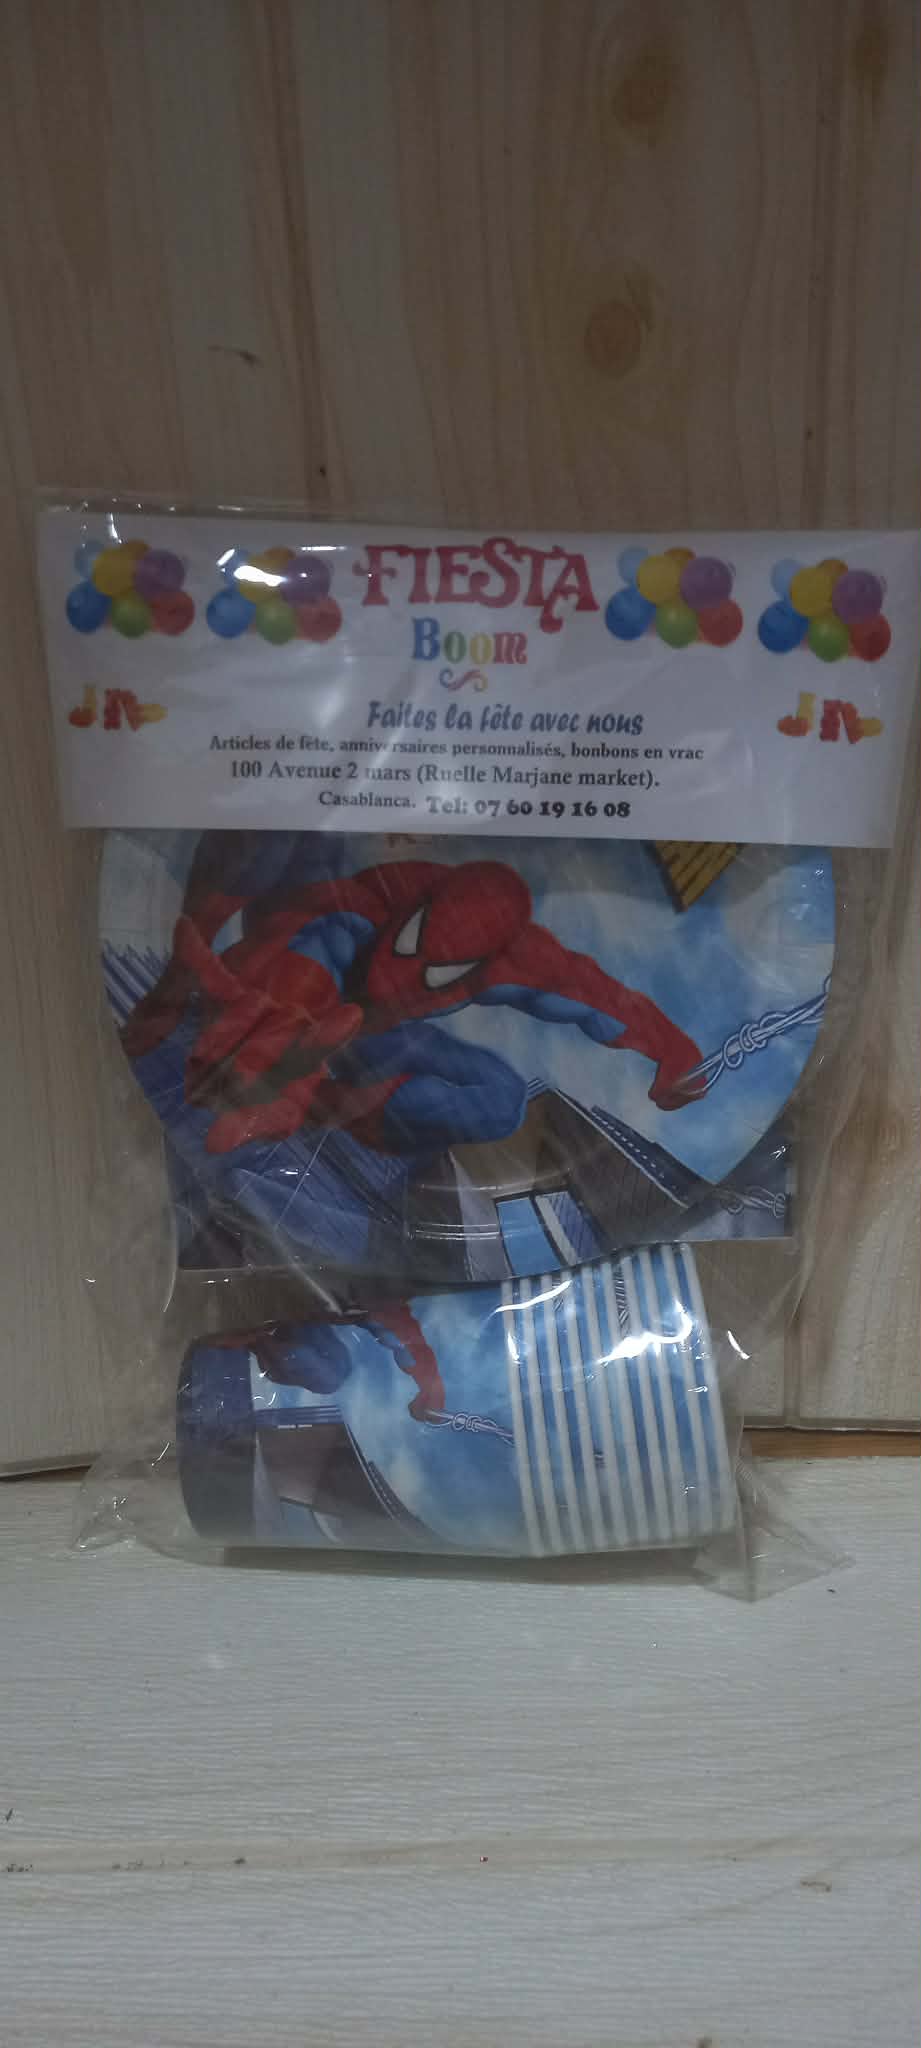 FIESTA
Boom
Faites la fête avec nous
Articles de fête, anniversaires personnalisés, bonbons en vrac
100 Avenue 2 mars (Ruelle Marjane market).
Casablanca. Tel: 07 60 19 16 08